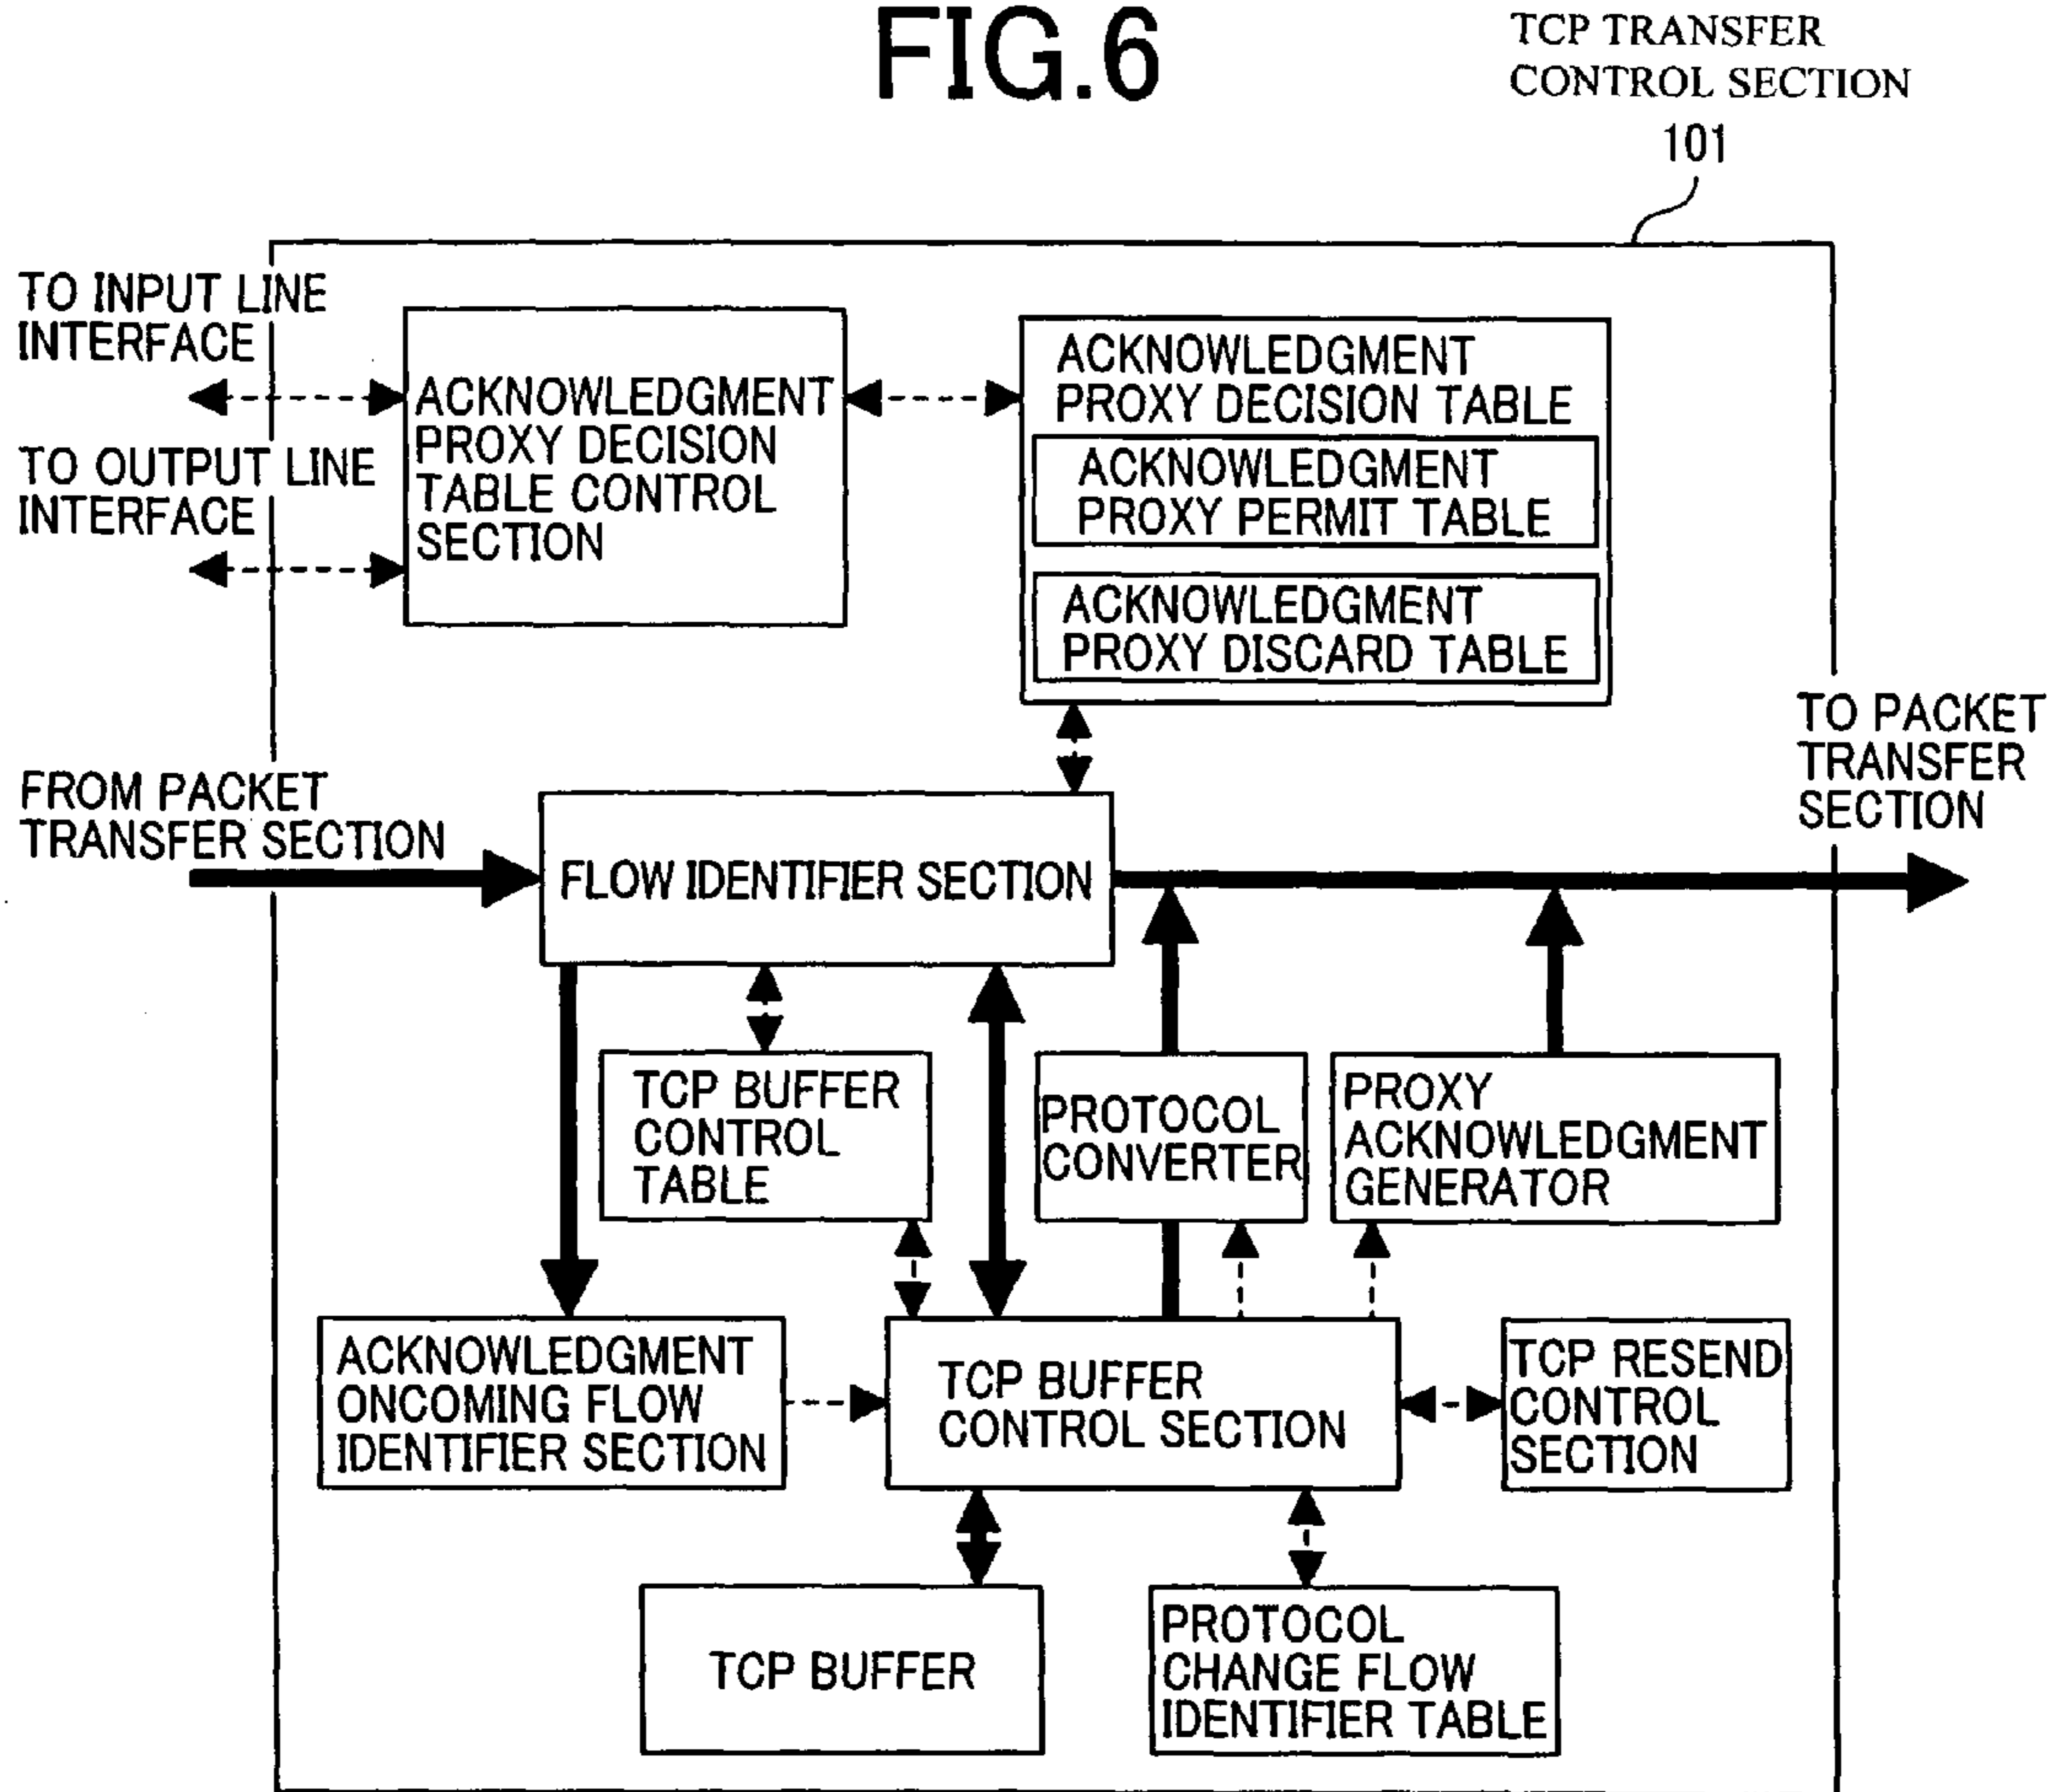 FIG.6
TCP TRANSFER
CONTROL SECTION
101
TO INPUT LINE
INTERFACE
TO OUTPUT LINE
INTERFACE
ACKNOWLEDGMENT
PROXY DECISION
TABLE CONTROL
SECTION
ACKNOWLEDGMENT
PROXY DECISION TABLE
ACKNOWLEDGMENT
PROXY PERMIT TABLE
ACKNOWLEDGMENT
PROXY DISCARD TABLE
FROM PACKET
TRANSFER SECTION
FLOW IDENTIFIER SECTION
TO PACKET
TRANSFER
SECTION
TCP BUFFER
CONTROL
TABLE
PROTOCOL
CONVERTER
PROXY
ACKNOWLEDGMENT
GENERATOR
ACKNOWLEDGMENT
ONCOMING FLOW
IDENTIFIER SECTION
TCP BUFFER
CONTROL SECTION
TCP RESEND
CONTROL
SECTION
TCP BUFFER
PROTOCOL
CHANGE FLOW
IDENTIFIER TABLE